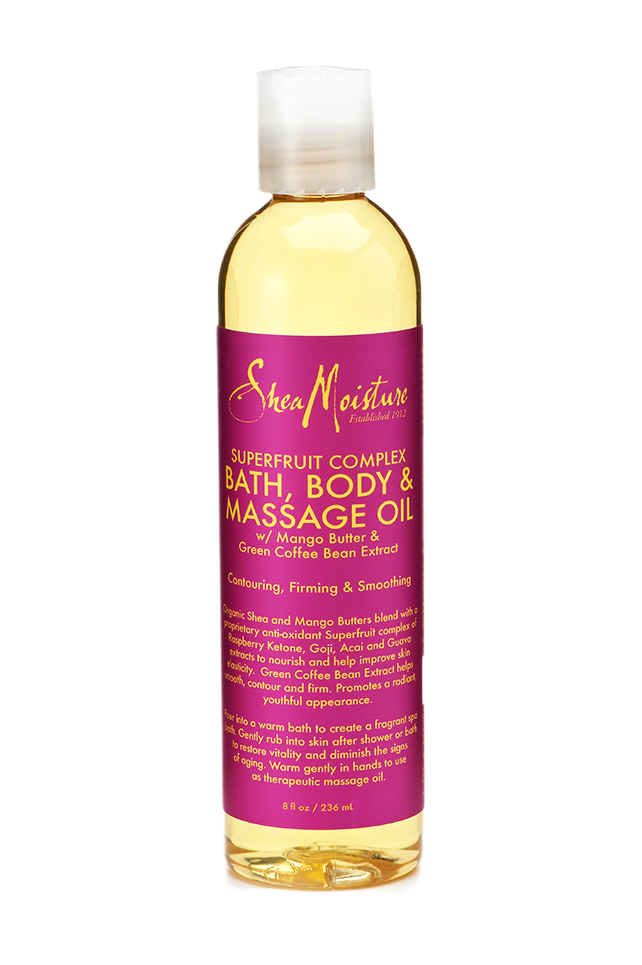 Shea Moisture
Established 1912
SUPERFRUIT COMPLEX
BATH, BODY &
MASSAGE OIL
w/ Mango Butter &
Green Coffee Bean Extract
Contouring, Firming & Smoothing
Organic Shea and Mango Butters blend with a
proprietary anti-oxidant Superfruit complex of
Raspberry Ketone, Goji, Acai and Guava
extracts to nourish and help improve skin
elasticity. Green Coffee Bean Extract helps
smooth, contour and firm. Promotes a radiant,
youthful appearance.
Pour into a warm bath to create a fragrant spa
bath. Gently rub into skin after shower or bath
to restore vitality and diminish the signs
of aging. Warm gently in hands to use
as therapeutic massage oil.
8 fl oz / 236 mL